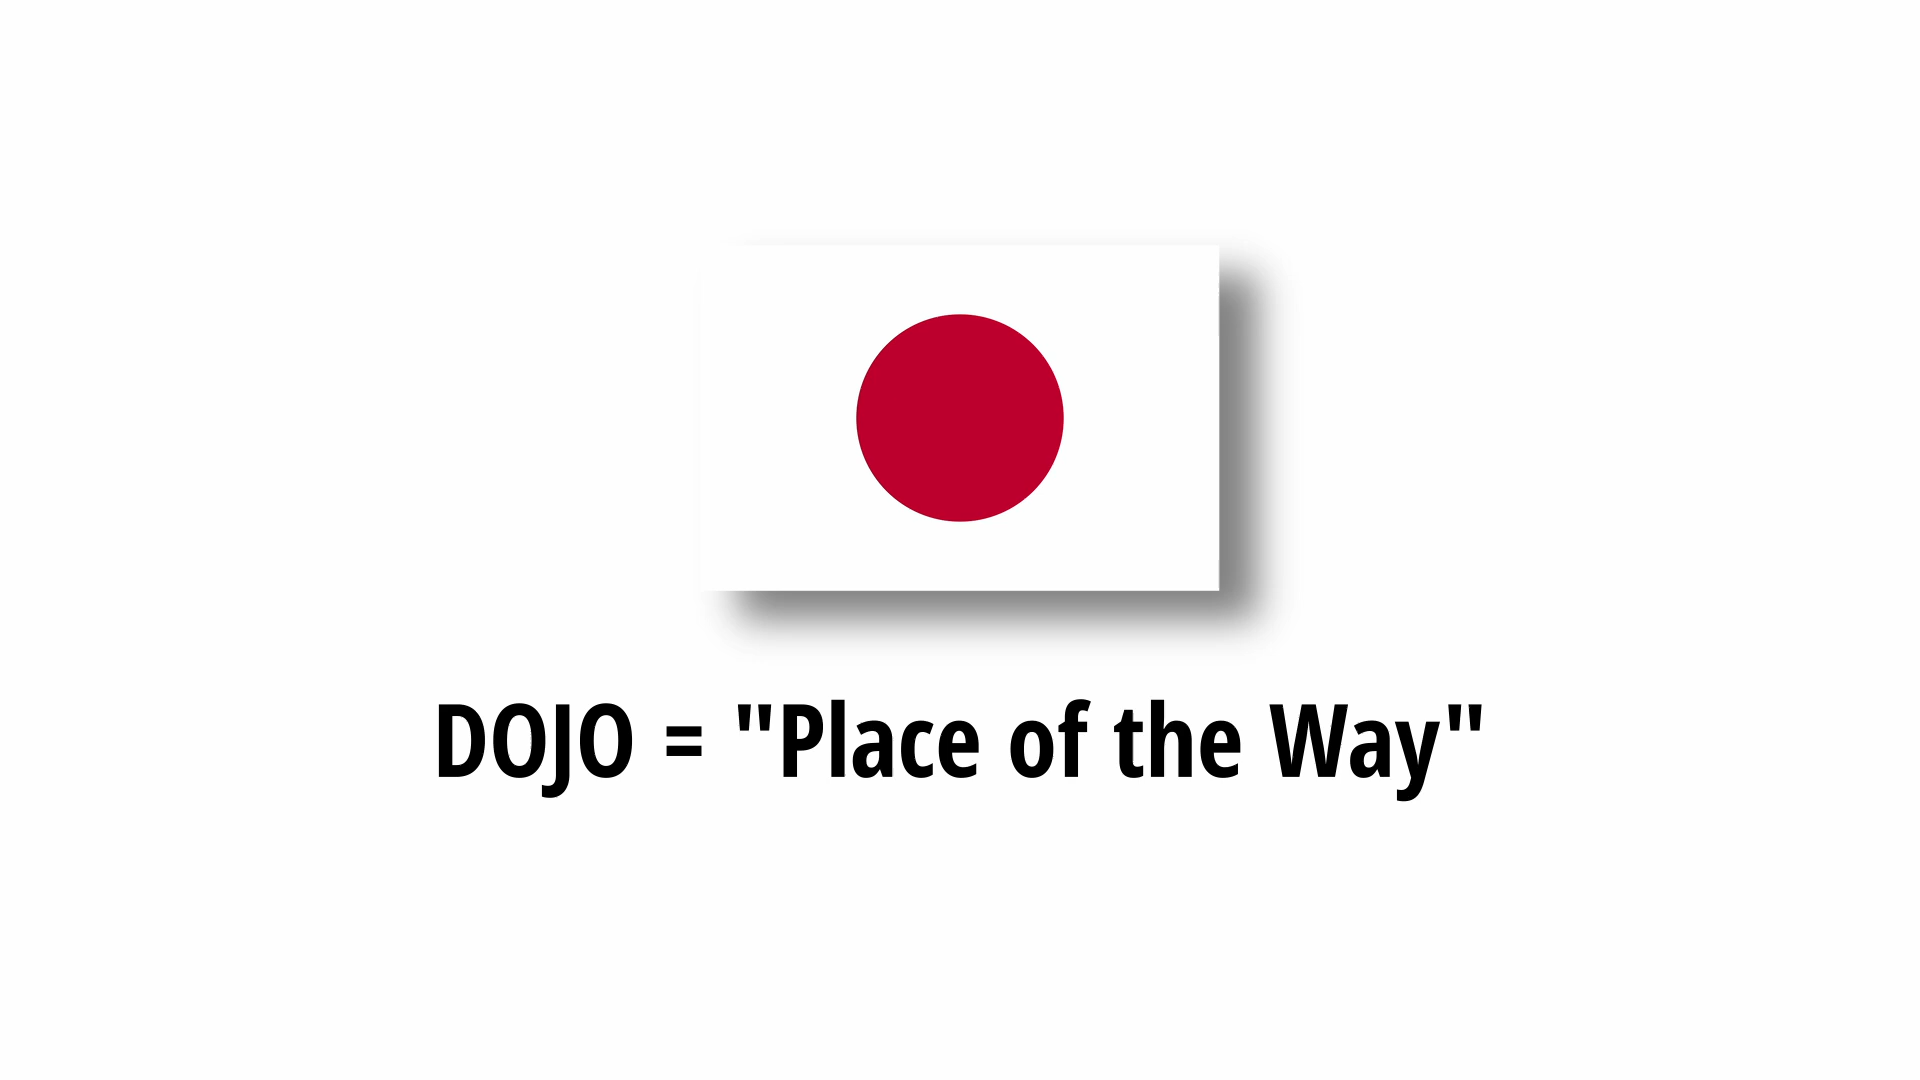 DOJO = "Place of the Way"